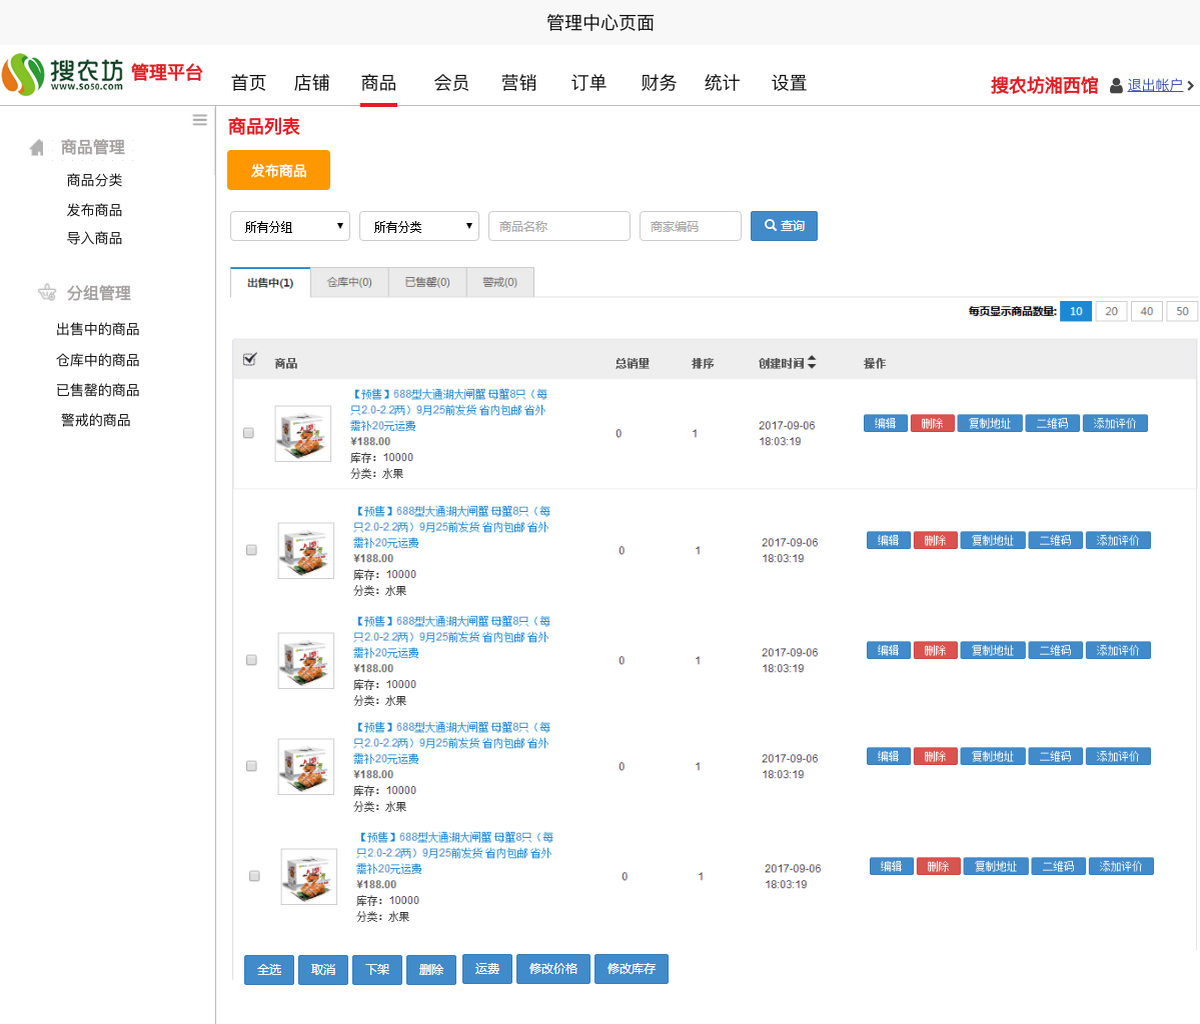 管理中心页面
搜农坊 管理平台
www.so50.com
首页 店铺 商品 会员 营销 订单 财务 统计 设置
搜农坊湘西馆 退出帐户
商品管理
商品分类
发布商品
导入商品
分组管理
出售中的商品
仓库中的商品
已售罄的商品
警戒的商品
商品列表
发布商品
所有分组 所有分类 商品名称 商家编码 查询
出售中(1) 仓库中(0) 已售罄(0) 警戒(0)
每页显示商品数量: 10 20 40 50
商品 总销量 排序 创建时间 操作
【预售】688型大通湖大闸蟹 母蟹8只（每
只2.0-2.2两）9月25前发货 省内包邮 省外
需补20元运费
¥188.00
库存：10000
分类：水果
0 1 2017-09-06
18:03:19
编辑 删除 复制地址 二维码 添加评价
【预售】688型大通湖大闸蟹 母蟹8只（每
只2.0-2.2两）9月25前发货 省内包邮 省外
需补20元运费
¥188.00
库存：10000
分类：水果
0 1 2017-09-06
18:03:19
编辑 删除 复制地址 二维码 添加评价
【预售】688型大通湖大闸蟹 母蟹8只（每
只2.0-2.2两）9月25前发货 省内包邮 省外
需补20元运费
¥188.00
库存：10000
分类：水果
0 1 2017-09-06
18:03:19
编辑 删除 复制地址 二维码 添加评价
【预售】688型大通湖大闸蟹 母蟹8只（每
只2.0-2.2两）9月25前发货 省内包邮 省外
需补20元运费
¥188.00
库存：10000
分类：水果
0 1 2017-09-06
18:03:19
编辑 删除 复制地址 二维码 添加评价
【预售】688型大通湖大闸蟹 母蟹8只（每
只2.0-2.2两）9月25前发货 省内包邮 省外
需补20元运费
¥188.00
库存：10000
分类：水果
0 1 2017-09-06
18:03:19
编辑 删除 复制地址 二维码 添加评价
全选 取消 下架 删除 运费 修改价格 修改库存